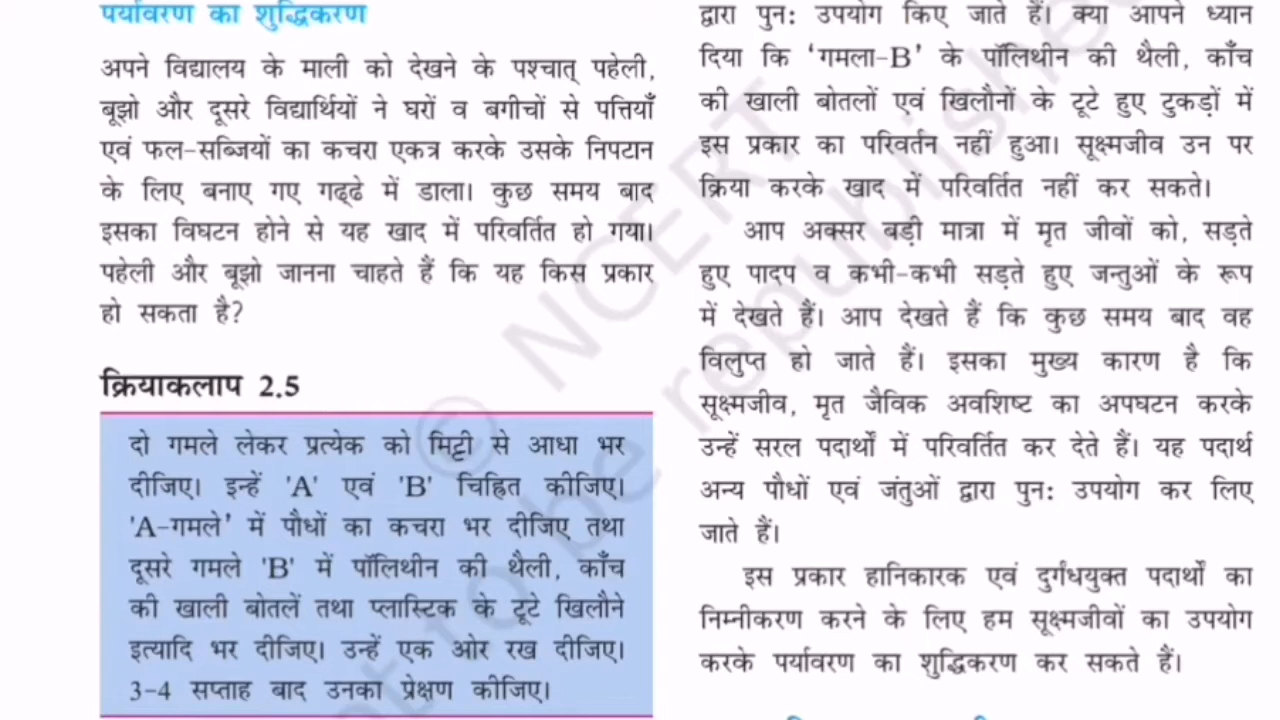 पर्यावरण का शुद्धिकरण
अपने विद्यालय के माली को देखने के पश्चात् पहेली,
बूझो और दूसरे विद्यार्थियों ने घरों व बगीचों से पत्तियाँ
एवं फल-सब्जियों का कचरा एकत्र करके उसके निपटान
के लिए बनाए गए गढ्ढे में डाला। कुछ समय बाद
इसका विघटन होने से यह खाद में परिवर्तित हो गया।
पहेली और बूझो जानना चाहते हैं कि यह किस प्रकार
हो सकता है?
क्रियाकलाप 2.5
दो गमले लेकर प्रत्येक को मिट्टी से आधा भर
दीजिए। इन्हें 'A' एवं 'B' चिह्नित कीजिए।
'A-गमले' में पौधों का कचरा भर दीजिए तथा
दूसरे गमले 'B' में पॉलिथीन की थैली, काँच
की खाली बोतलें तथा प्लास्टिक के टूटे खिलौने
इत्यादि भर दीजिए। उन्हें एक ओर रख दीजिए।
3-4 सप्ताह बाद उनका प्रेक्षण कीजिए।
द्वारा पुन: उपयोग किए जाते हैं। क्या आपने ध्यान
दिया कि 'गमला-B' के पॉलिथीन की थैली, काँच
की खाली बोतलों एवं खिलौनों के टूटे हुए टुकड़ों में
इस प्रकार का परिवर्तन नहीं हुआ। सूक्ष्मजीव उन पर
क्रिया करके खाद में परिवर्तित नहीं कर सकते।
आप अक्सर बड़ी मात्रा में मृत जीवों को, सड़ते
हुए पादप व कभी-कभी सड़ते हुए जन्तुओं के रूप
में देखते हैं। आप देखते हैं कि कुछ समय बाद वह
विलुप्त हो जाते हैं। इसका मुख्य कारण है कि
सूक्ष्मजीव, मृत जैविक अवशिष्ट का अपघटन करके
उन्हें सरल पदार्थों में परिवर्तित कर देते हैं। यह पदार्थ
अन्य पौधों एवं जंतुओं द्वारा पुन: उपयोग कर लिए
जाते हैं।
इस प्रकार हानिकारक एवं दुर्गंधयुक्त पदार्थों का
निम्नीकरण करने के लिए हम सूक्ष्मजीवों का उपयोग
करके पर्यावरण का शुद्धिकरण कर सकते हैं।
© NCERT
not to be republished